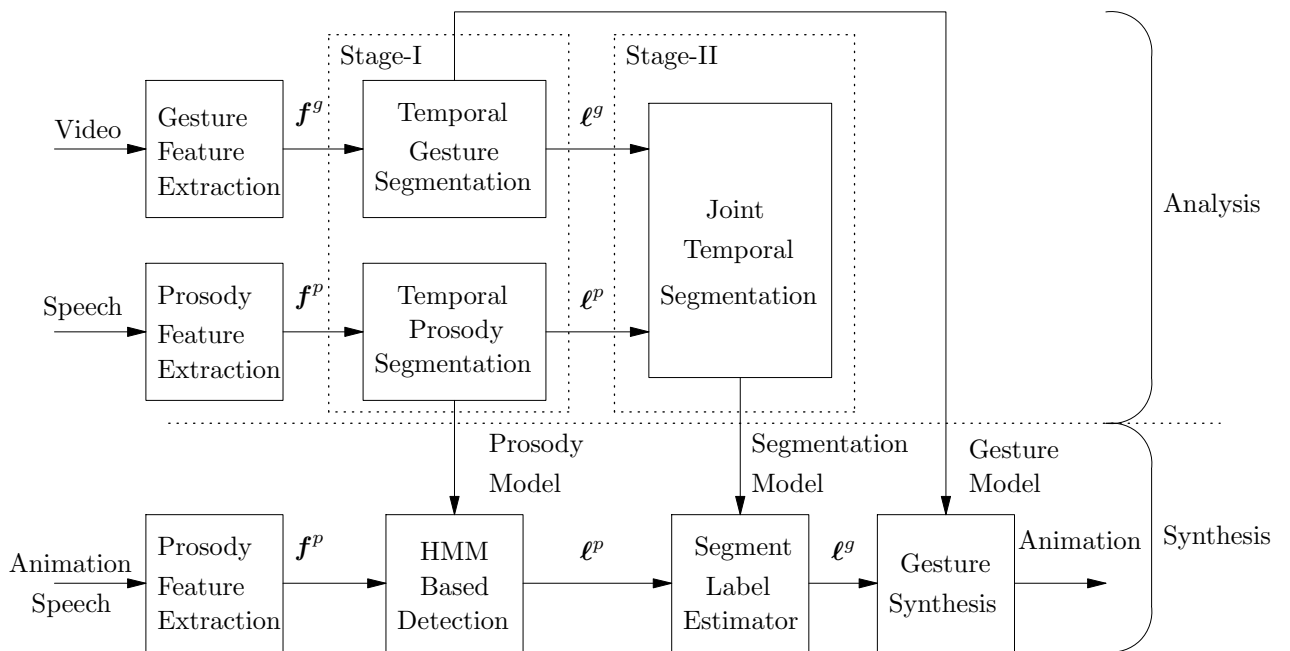 Stage-I
Stage-II
Video
Gesture
Feature
Extraction
f^g
Temporal
Gesture
Segmentation
ℓ^g
Joint
Temporal
Segmentation
Analysis
Speech
Prosody
Feature
Extraction
f^p
Temporal
Prosody
Segmentation
ℓ^p
Prosody
Model
Segmentation
Model
Gesture
Model
Animation
Speech
Prosody
Feature
Extraction
f^p
HMM
Based
Detection
ℓ^p
Segment
Label
Estimator
ℓ^g
Gesture
Synthesis
Animation
Synthesis